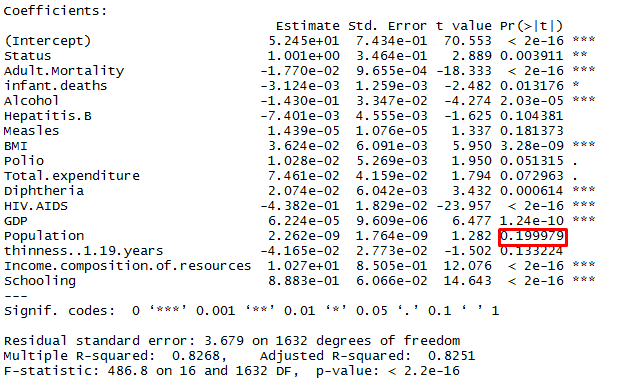 Coefficients:
Estimate Std. Error t value Pr(>|t|)
(Intercept) 5.245e+01 7.434e-01 70.553 < 2e-16 ***
Status 1.001e+00 3.464e-01 2.889 0.003911 **
Adult.Mortality -1.770e-02 9.655e-04 -18.333 < 2e-16 ***
infant.deaths -3.124e-03 1.259e-03 -2.482 0.013176 *
Alcohol -1.430e-01 3.347e-02 -4.274 2.03e-05 ***
Hepatitis.B -7.401e-03 4.555e-03 -1.625 0.104381
Measles 1.439e-05 1.076e-05 1.337 0.181373
BMI 3.624e-02 6.091e-03 5.950 3.28e-09 ***
Polio 1.028e-02 5.269e-03 1.950 0.051315 .
Total.expenditure 7.461e-02 4.159e-02 1.794 0.072963 .
Diphtheria 2.074e-02 6.042e-03 3.432 0.000614 ***
HIV.AIDS -4.382e-01 1.829e-02 -23.957 < 2e-16 ***
GDP 6.224e-05 9.609e-06 6.477 1.24e-10 ***
Population 2.262e-09 1.764e-09 1.282 0.199979
thinness..1.19.years -4.165e-02 2.773e-02 -1.502 0.133224
Income.composition.of.resources 1.027e+01 8.505e-01 12.076 < 2e-16 ***
Schooling 8.883e-01 6.066e-02 14.643 < 2e-16 ***
---
Signif. codes: 0 ‘***’ 0.001 ‘**’ 0.01 ‘*’ 0.05 ‘.’ 0.1 ‘ ’ 1
Residual standard error: 3.679 on 1632 degrees of freedom
Multiple R-squared: 0.8268, Adjusted R-squared: 0.8251
F-statistic: 486.8 on 16 and 1632 DF, p-value: < 2.2e-16